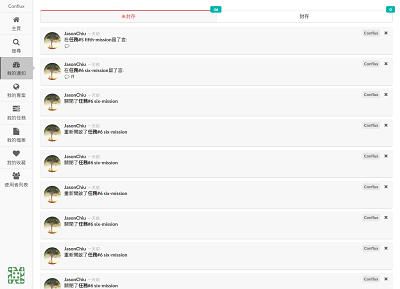 Conflux
主頁
搜尋
我的通知
我的專案
我的任務
我的檔案
我的收藏
使用者列表
未封存
封存
0
JasonChiu 一天前
在任務#5 fifth-mission留了言:
Conflux ×
JasonChiu 一天前
在任務#6 six-mission留了言:
Conflux ×
JasonChiu 一天前
關閉了任務#6 six-mission
Conflux ×
JasonChiu 一天前
重新開啟了任務#6 six-mission
Conflux ×
JasonChiu 一天前
關閉了任務#6 six-mission
Conflux ×
JasonChiu 一天前
重新開啟了任務#6 six-mission
Conflux ×
JasonChiu 一天前
關閉了任務#6 six-mission
Conflux ×
JasonChiu 一天前
重新開啟了任務#6 six-mission
Conflux ×
JasonChiu 一天前
關閉了任務#6 six-mission
Conflux ×